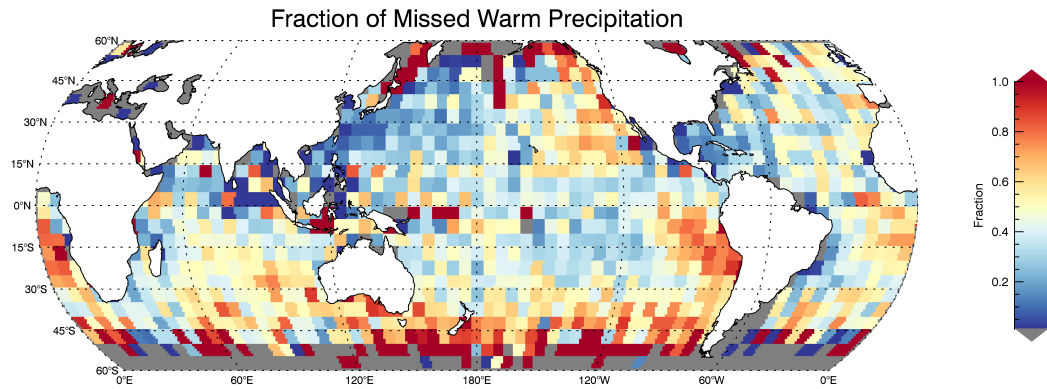 Fraction of Missed Warm Precipitation
60°N
45°N
30°N
15°N
0°N
15°S
30°S
45°S
60°S
0°E 60°E 120°E 180°E 120°W 60°W 0°E
1.0
0.8
0.6
0.4
0.2
Fraction